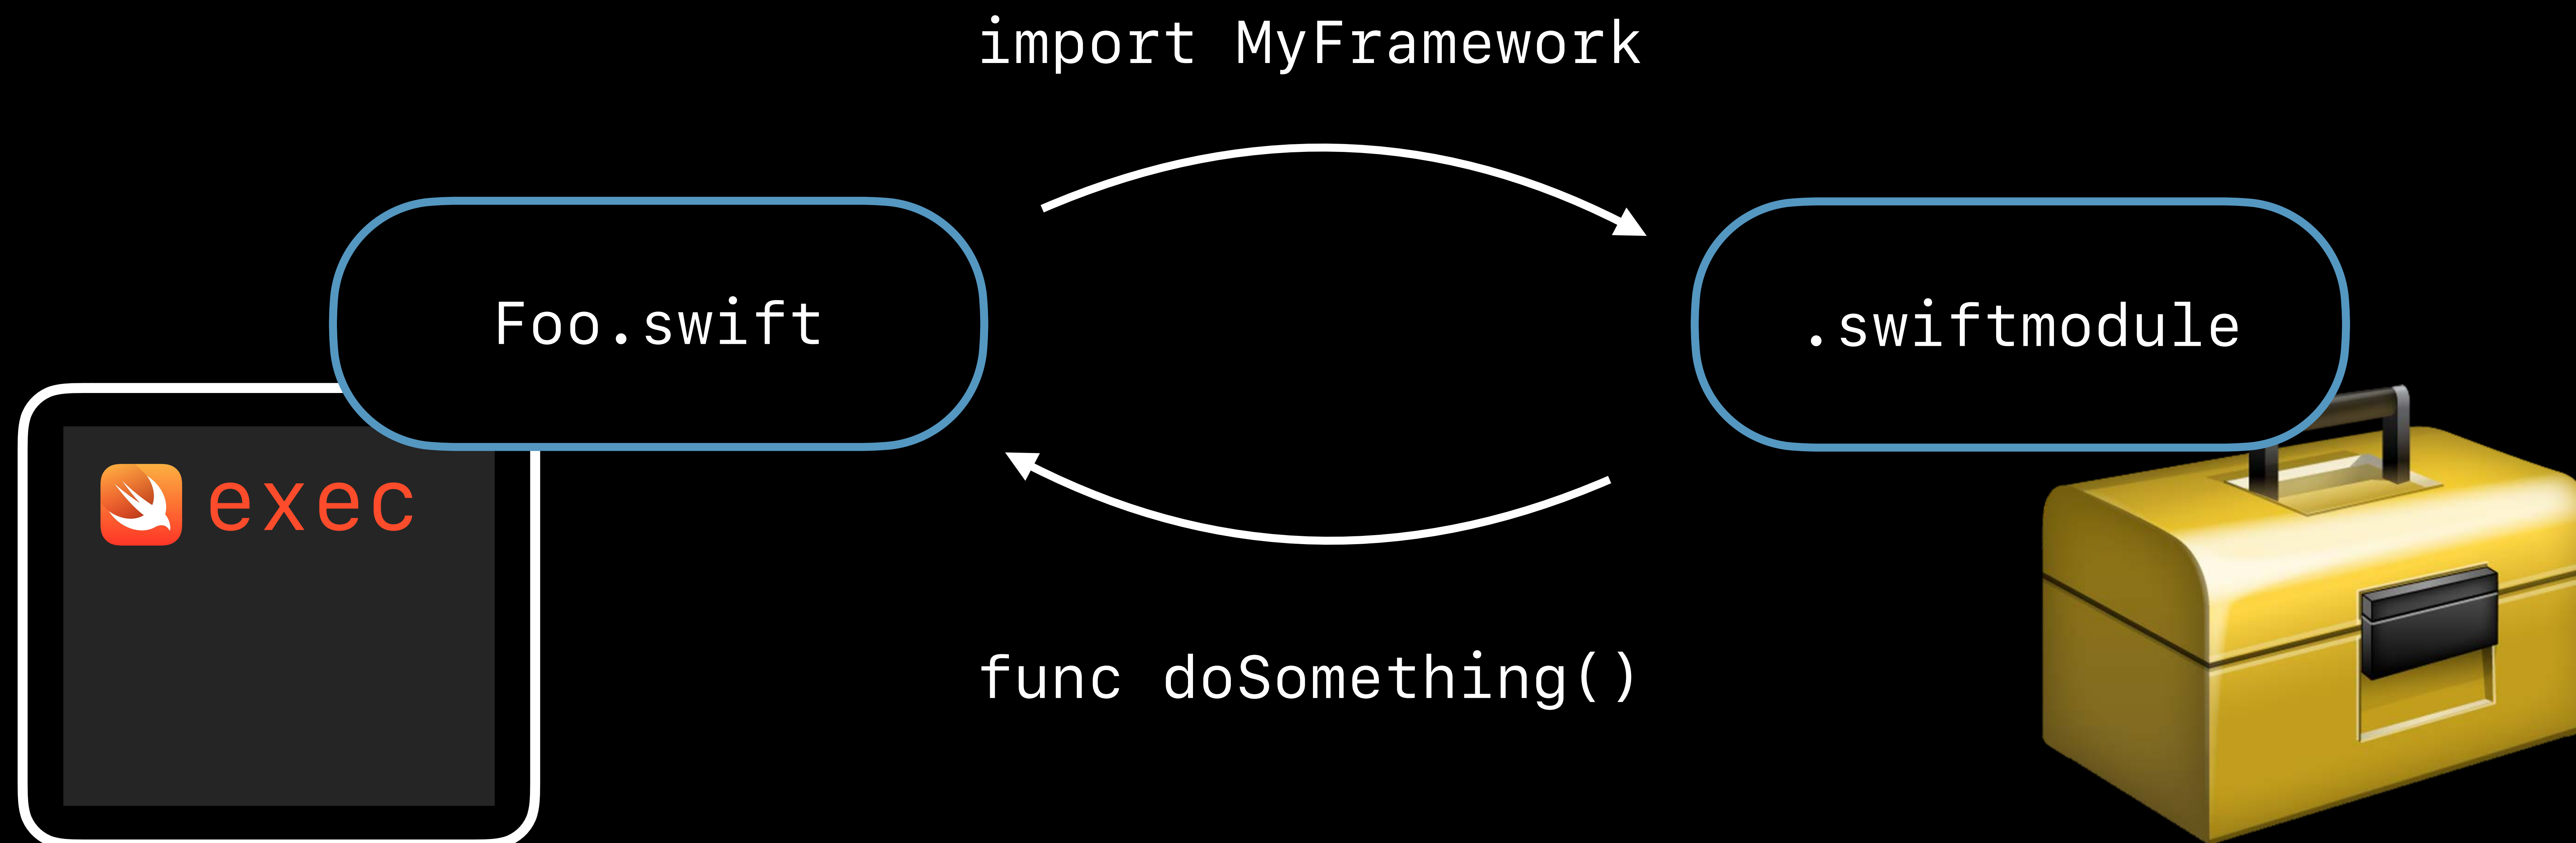 import MyFramework
Foo.swift
.swiftmodule
exec
func doSomething()